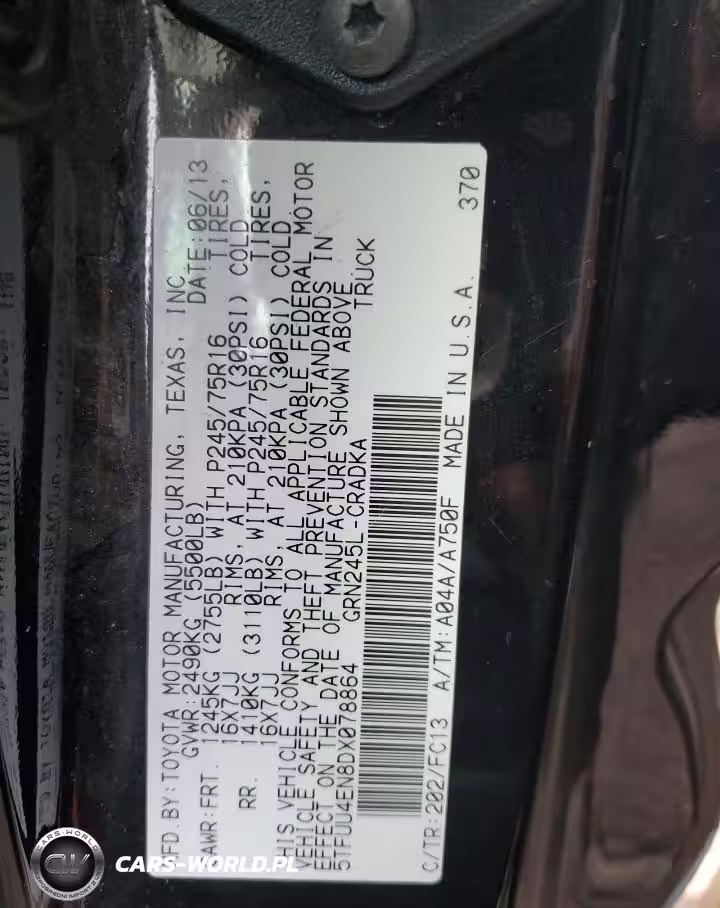 MFD.BY:TOYOTA MOTOR MANUFACTURING, TEXAS, INC.
GVWR:2490KG (5500LB) DATE:06/13
GAWR:FRT. 1245KG (2755LB) WITH P245/75R16 TIRES,
16X7JJ RIMS, AT 210KPA (30PSI) COLD
RR. 1410KG (3110LB) WITH P245/75R16 TIRES,
16X7JJ RIMS, AT 210KPA (30PSI) COLD
THIS VEHICLE CONFORMS TO ALL APPLICABLE FEDERAL MOTOR
VEHICLE SAFETY AND THEFT PREVENTION STANDARDS IN
EFFECT ON THE DATE OF MANUFACTURE SHOWN ABOVE.
5TFUU4EN8DX078864 GRN245L-CRADKA TRUCK
C/TR:202/FC13 A/TM:A04A/A750F MADE IN U.S.A. 370
CARS-WORLD
CW
CARS-WORLD.PL